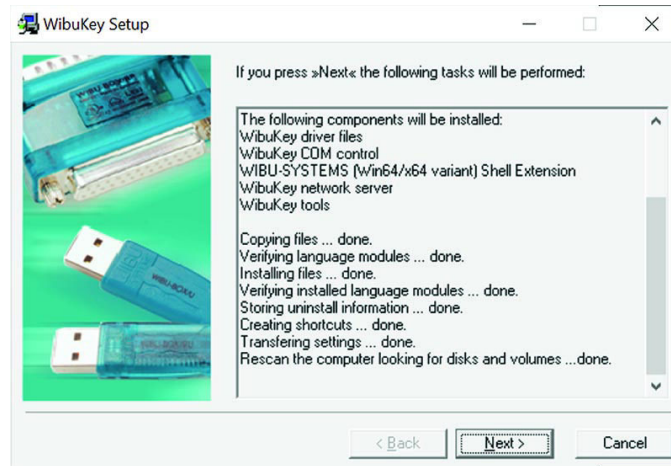 WibuKey Setup
If you press »Next« the following tasks will be performed:
The following components will be installed:
WibuKey driver files
WibuKey COM control
WIBU-SYSTEMS (Win64/x64 variant) Shell Extension
WibuKey network server
WibuKey tools
Copying files ... done.
Verifying language modules ... done.
Installing files ... done.
Verifying installed language modules ... done.
Storing uninstall information ... done.
Creating shortcuts ... done.
Transfering settings ... done.
Rescan the computer looking for disks and volumes ...done.
WIBU-BOX/U
< Back
Next >
Cancel